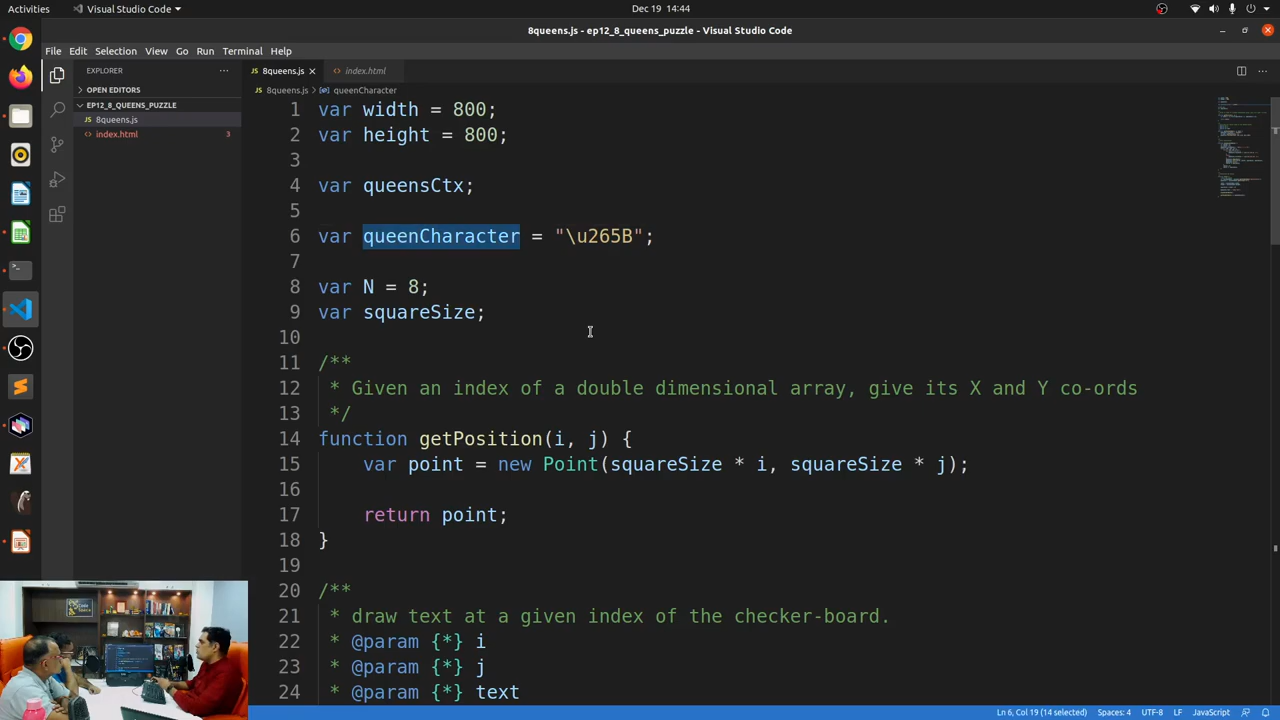 Activities
Visual Studio Code
Dec 19 14:44
8queens.js - ep12_8_queens_puzzle - Visual Studio Code
File Edit Selection View Go Run Terminal Help
EXPLORER ···
OPEN EDITORS
EP12_8_QUEENS_PUZZLE
JS 8queens.js
<> index.html 3
JS 8queens.js
<> index.html
JS 8queens.js > queenCharacter
1 var width = 800;
2 var height = 800;
3
4 var queensCtx;
5
6 var queenCharacter = "\u265B";
7
8 var N = 8;
9 var squareSize;
10
11 /**
12 * Given an index of a double dimensional array, give its X and Y co-ords
13 */
14 function getPosition(i, j) {
15 var point = new Point(squareSize * i, squareSize * j);
16
17 return point;
18 }
19
20 /**
21 * draw text at a given index of the checker-board.
22 * @param {*} i
23 * @param {*} j
24 * @param {*} text
Ln 6, Col 19 (14 selected) Spaces: 4 UTF-8 LF JavaScript